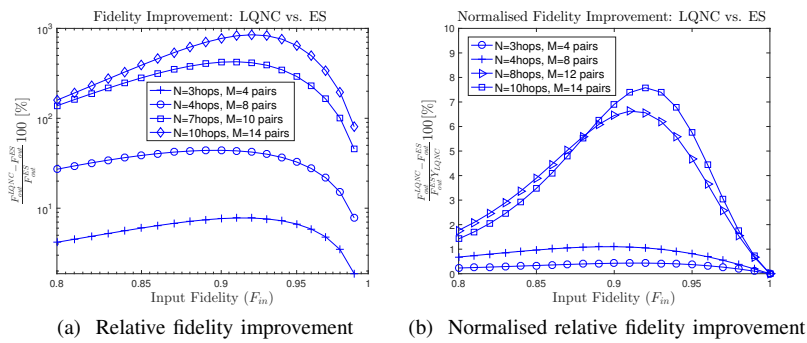 Fidelity Improvement: LQNC vs. ES
10^3
10^2
10^1
F_out^LQNC - F_out^ES / F_out^ES 100 [%]
N=3hops, M=4 pairs
N=4hops, M=8 pairs
N=7hops, M=10 pairs
N=10hops, M=14 pairs
0.8 0.85 0.9 0.95 1
Input Fidelity (F_in)
(a) Relative fidelity improvement
Normalised Fidelity Improvement: LQNC vs. ES
10
9
8
7
6
5
4
3
2
1
0
F_out^LQNC - F_out^ES / F_out^ES Y_LQNC 100 [%]
N=3hops, M=4 pairs
N=4hops, M=8 pairs
N=8hops, M=12 pairs
N=10hops, M=14 pairs
0.8 0.85 0.9 0.95 1
Input Fidelity (F_in)
(b) Normalised relative fidelity improvement